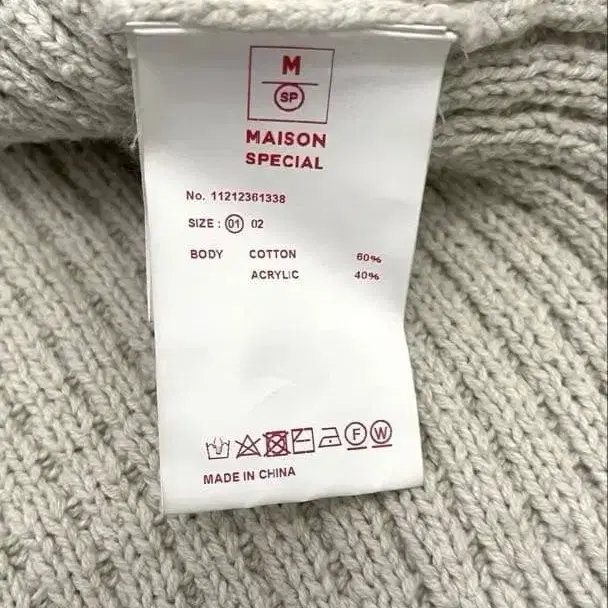 M
SP
MAISON
SPECIAL
No. 11212361338
SIZE : 01 02
BODY COTTON 60%
ACRYLIC 40%
F W
MADE IN CHINA